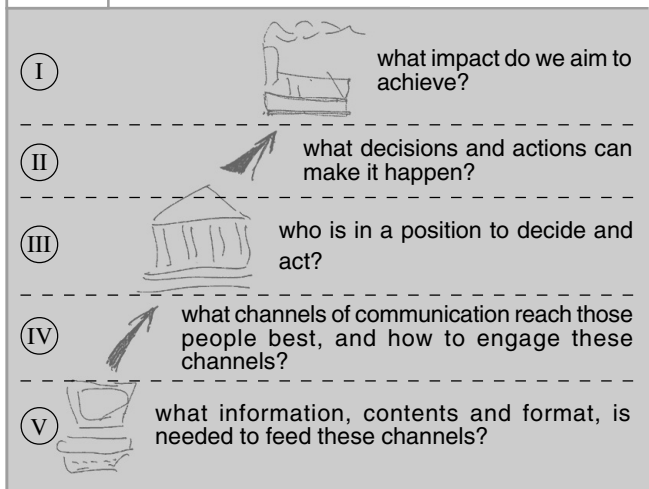 I
what impact do we aim to
achieve?
II
what decisions and actions can
make it happen?
III
who is in a position to decide and
act?
IV
what channels of communication reach those
people best, and how to engage these
channels?
V
what information, contents and format, is
needed to feed these channels?